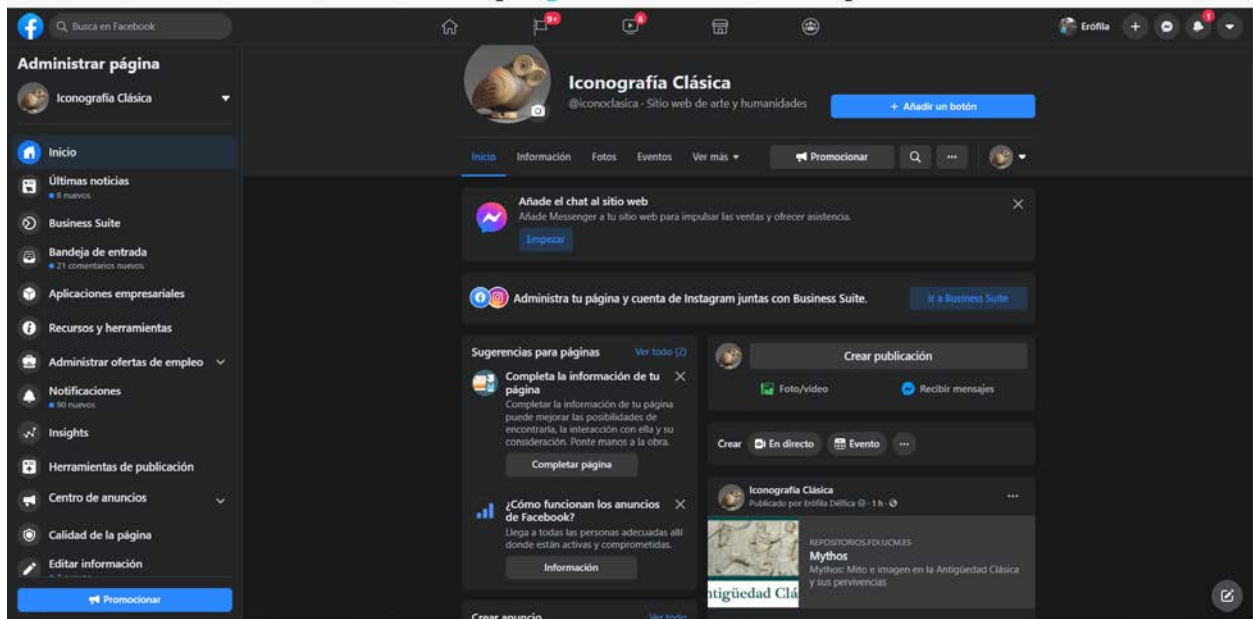 Busca en Facebook
9+
8
Erófila
1
Administrar página
Iconografía Clásica
Inicio
Últimas noticias
8 nuevos
Business Suite
Bandeja de entrada
21 comentarios nuevos
Aplicaciones empresariales
Recursos y herramientas
Administrar ofertas de empleo
Notificaciones
90 nuevos
Insights
Herramientas de publicación
Centro de anuncios
Calidad de la página
Editar información
Promocionar
Iconografía Clásica
@iconoclasica · Sitio web de arte y humanidades
+ Añadir un botón
Inicio Información Fotos Eventos Ver más
Promocionar
Añade el chat al sitio web
Añade Messenger a tu sitio web para impulsar las ventas y ofrecer asistencia.
Empezar
Administra tu página y cuenta de Instagram juntas con Business Suite.
Ir a Business Suite
Sugerencias para páginas Ver todo (2)
Completa la información de tu
página
Completar la información de tu página
puede mejorar las posibilidades de
encontrarla, la interacción con ella y su
consideración. Ponte manos a la obra.
Completar página
¿Cómo funcionan los anuncios
de Facebook?
Llega a todas las personas adecuadas allí
donde están activas y comprometidas.
Información
Crear anuncio Ver todo
Crear publicación
Foto/vídeo Recibir mensajes
Crear En directo Evento
Iconografía Clásica
Publicado por Erófila Délfica · 1 h ·
REPOSITORIOS.FDI.UCM.ES
Mythos
Mythos: Mito e imagen en la Antigüedad Clásica
y sus pervivencias
ntigüedad Clá